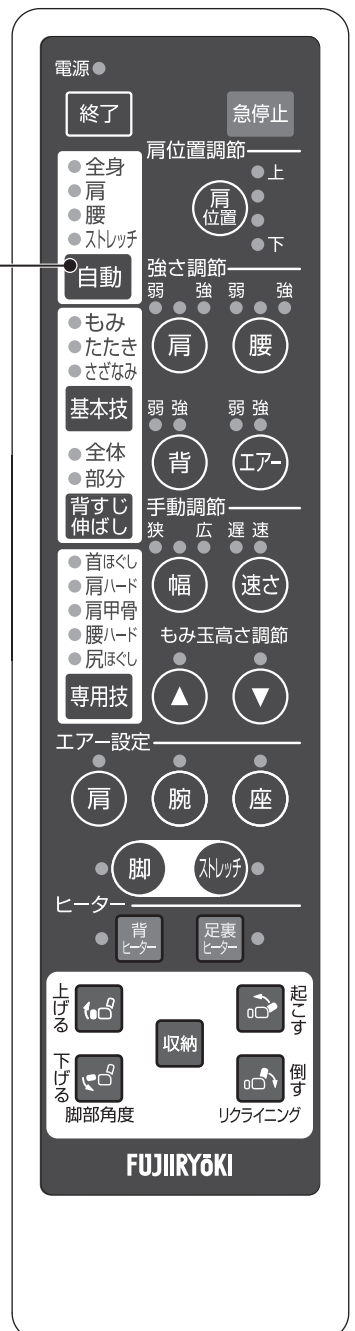 電源
終了 急停止
肩位置調節
全身
肩
腰
ストレッチ
自動
肩
位置
上
下
強さ調節
弱 強 弱 強
肩 腰
もみ
たたき
さざなみ
基本技
弱 強 弱 強
背 エアー
全体
部分
背すじ
伸ばし
手動調節
狭 広 遅 速
幅 速さ
首ほぐし
肩ハード
肩甲骨
腰ハード
尻ほぐし
専用技
もみ玉高さ調節
▲ ▼
エアー設定
肩 腕 座
脚 ストレッチ
ヒーター
背
ヒーター
足裏
ヒーター
上げる
下げる
脚部角度
収納
起こす
倒す
リクライニング
FUJIIRYōKI